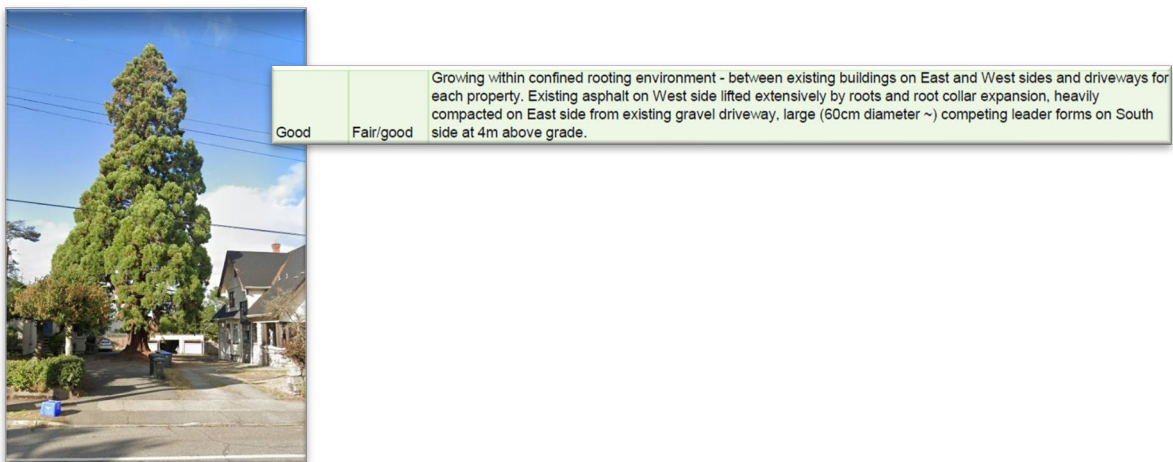 Good
Fair/good
Growing within confined rooting environment - between existing buildings on East and West sides and driveways for
each property. Existing asphalt on West side lifted extensively by roots and root collar expansion, heavily
compacted on East side from existing gravel driveway, large (60cm diameter ~) competing leader forms on South
side at 4m above grade.